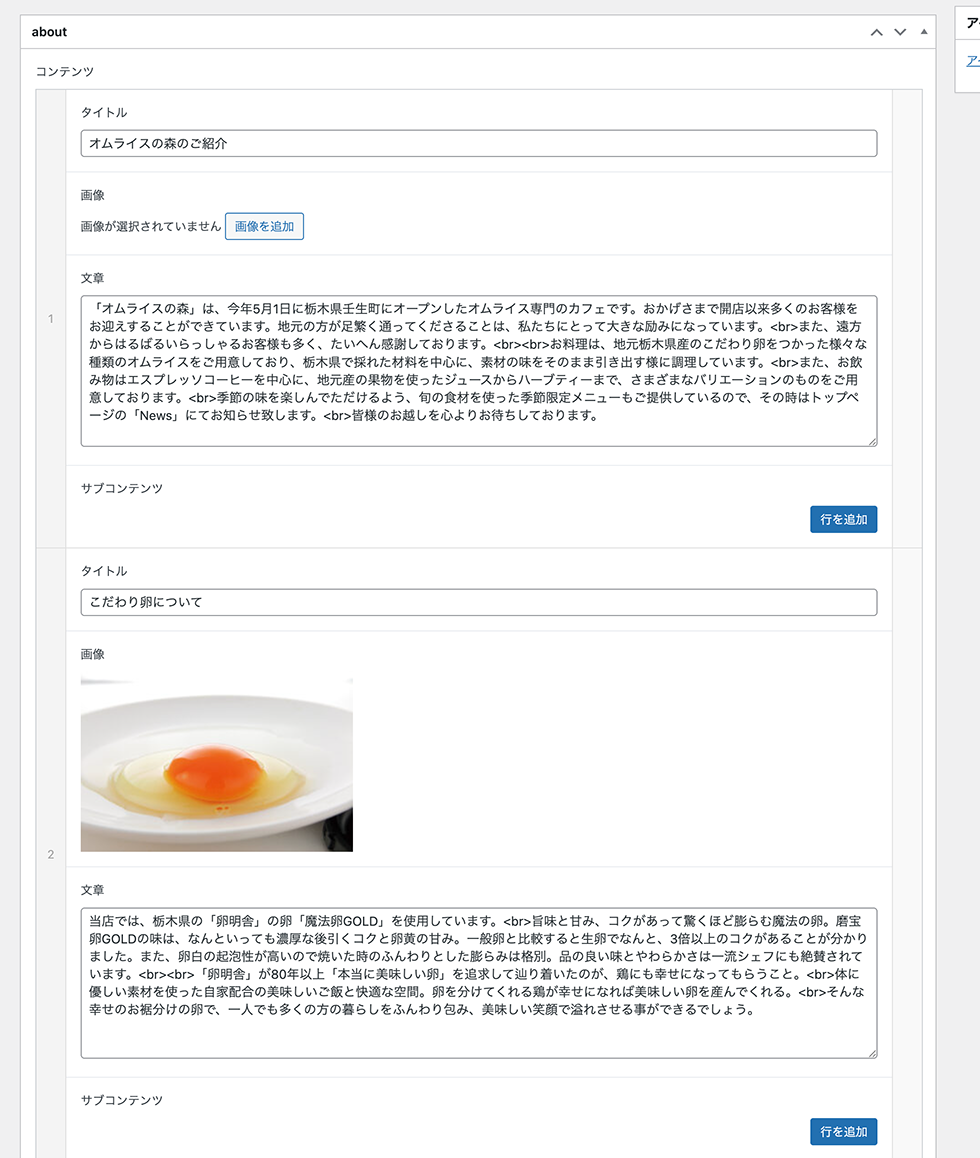 about
ア
ア
コンテンツ
タイトル
オムライスの森のご紹介
画像
画像が選択されていません 画像を追加
文章
「オムライスの森」は、今年5月1日に栃木県壬生町にオープンしたオムライス専門のカフェです。おかげさまで開店以来多くのお客様を
お迎えすることができています。地元の方が足繁く通ってくださることは、私たちにとって大きな励みになっています。<br>また、遠方
からはるばるいらっしゃるお客様も多く、たいへん感謝しております。<br><br>お料理は、地元栃木県産のこだわり卵をつかった様々な
種類のオムライスをご用意しており、栃木県で採れた材料を中心に、素材の味をそのまま引き出す様に調理しています。<br>また、お飲
み物はエスプレッソコーヒーを中心に、地元産の果物を使ったジュースからハーブティーまで、さまざまなバリエーションのものをご用
意しております。<br>季節の味を楽しんでただけるよう、旬の食材を使った季節限定メニューもご提供しているので、その時はトップペ
ージの「News」にてお知らせ致します。<br>皆様のお越しを心よりお待ちしております。
1
サブコンテンツ
行を追加
タイトル
こだわり卵について
画像
2
文章
当店では、栃木県の「卵明舎」の卵「魔法卵GOLD」を使用しています。<br>旨味と甘み、コクがあって驚くほど膨らむ魔法の卵。磨宝
卵GOLDの味は、なんといっても濃厚な後引くコクと卵黄の甘み。一般卵と比較すると生卵でなんと、3倍以上のコクがあることが分かり
ました。また、卵白の起泡性が高いので焼いた時のふんわりとした膨らみは格別。品の良い味とやわらかさは一流シェフにも絶賛されて
います。<br><br>「卵明舎」が80年以上「本当に美味しい卵」を追求して辿り着いたのが、鶏にも幸せになってもらうこと。<br>体に
優しい素材を使った自家配合の美味しいご飯と快適な空間。卵を分けてくれる鶏が幸せになれば美味しい卵を産んでくれる。<br>そんな
幸せのお裾分けの卵で、一人でも多くの方の暮らしをふんわり包み、美味しい笑顔で溢れさせる事ができるでしょう。
サブコンテンツ
行を追加